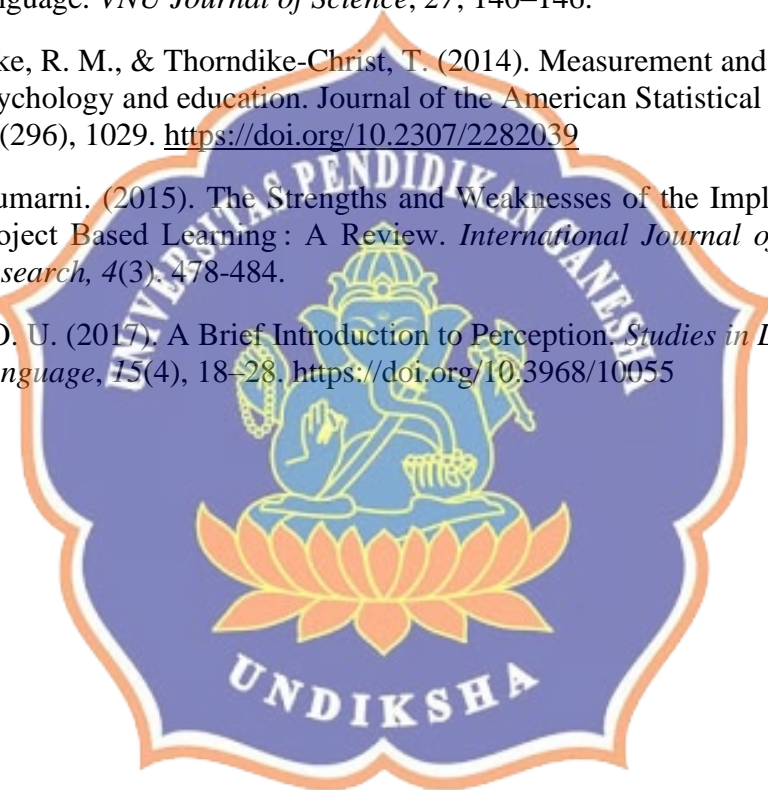 nguage. VNU Journal of Science, 27, 140–146.
ke, R. M., & Thorndike-Christ, T. (2014). Measurement and
ychology and education. Journal of the American Statistical
(296), 1029. https://doi.org/10.2307/2282039
umarni. (2015). The Strengths and Weaknesses of the Impl
oject Based Learning : A Review. International Journal o
search, 4(3). 478-484.
O. U. (2017). A Brief Introduction to Perception. Studies in L
nguage, 15(4), 18–28. https://doi.org/10.3968/10055
UNIVERSITAS PENDIDIKAN GANESH
UNDIKSHA